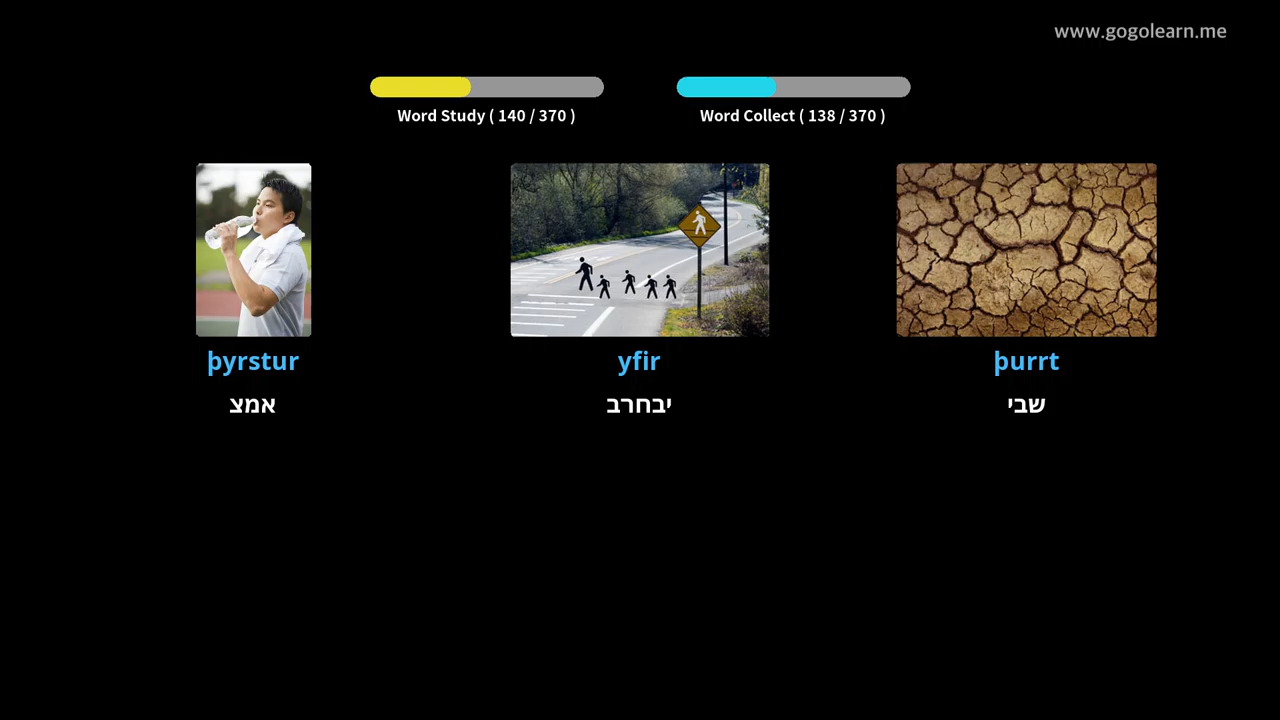 www.gogolearn.me
Word Study ( 140 / 370 )
Word Collect ( 138 / 370 )
þyrstur
yfir
þurrt
אמצ
יבחרב
שבי